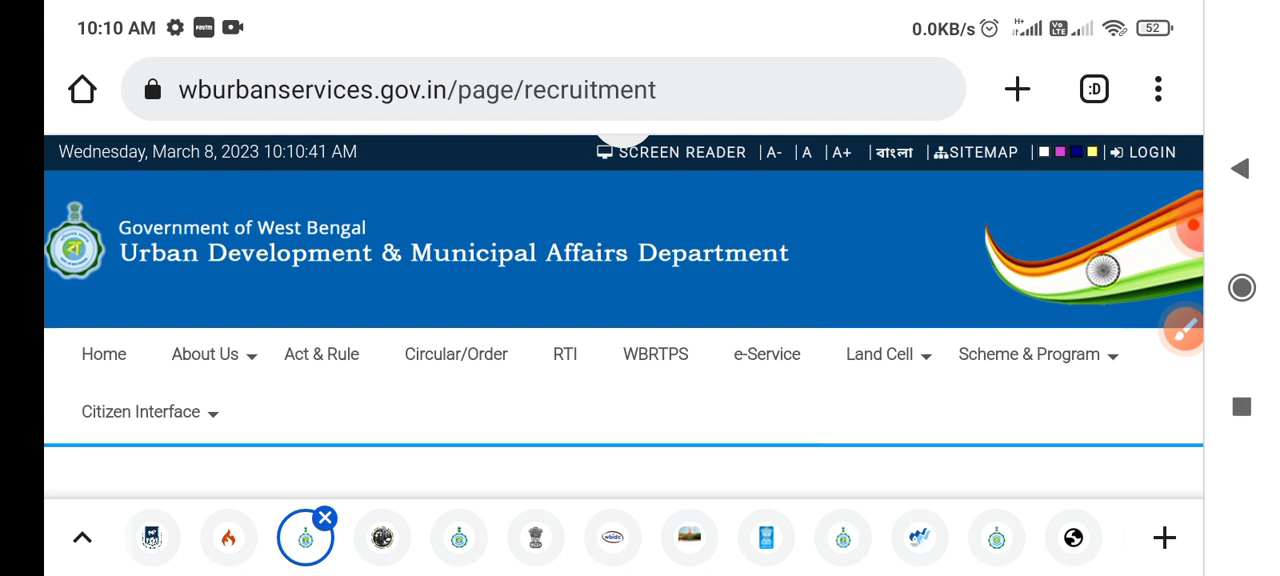 10:10 AM 0.0KB/s 52
wburbanservices.gov.in/page/recruitment
:D
Wednesday, March 8, 2023 10:10:41 AM SCREEN READER |A- |A |A+ |বাংলা |SITEMAP | | LOGIN
Government of West Bengal
Urban Development & Municipal Affairs Department
Home About Us Act & Rule Circular/Order RTI WBRTPS e-Service Land Cell Scheme & Program
Citizen Interface
wbidc